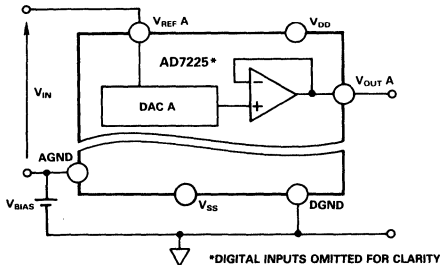 VREF A
VDD
AD7225*
VOUT A
VIN
DAC A
−
+
AGND
VBIAS
VSS
DGND
*DIGITAL INPUTS OMITTED FOR CLARITY